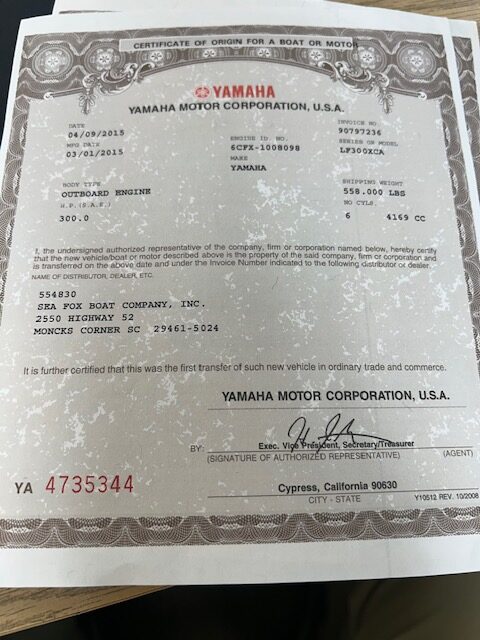 CERTIFICATE OF ORIGIN FOR A BOAT OR MOTOR
YAMAHA
YAMAHA MOTOR CORPORATION, U.S.A.
DATE
04/09/2015
INVOICE NO
90797236
MFG DATE
03/01/2015
ENGINE ID. NO.
6CFX-1008098
SERIES OR MODEL
LF300XCA
MAKE
YAMAHA
BODY TYPE
OUTBOARD ENGINE
SHIPPING WEIGHT
558.000 LBS
H.P. (S.A.E.)
300.0
NO CYLS.
6 4169 CC
I, the undersigned authorized representative of the company, firm or corporation named below, hereby certify
that the new vehicle/boat or motor described above is the property of the said company, firm or corporation and
is transferred on the above date and under the Invoice Number indicated to the following distributor or dealer.
NAME OF DISTRIBUTOR, DEALER, ETC.
554830
SEA FOX BOAT COMPANY, INC.
2550 HIGHWAY 52
MONCKS CORNER SC 29461-5024
It is further certified that this was the first transfer of such new vehicle in ordinary trade and commerce.
YAMAHA MOTOR CORPORATION, U.S.A.
BY: Exec. Vice President, Secretary/Treasurer
(SIGNATURE OF AUTHORIZED REPRESENTATIVE) (AGENT)
YA 4735344
Cypress, California 90630
CITY - STATE
Y10512 REV. 10/2008